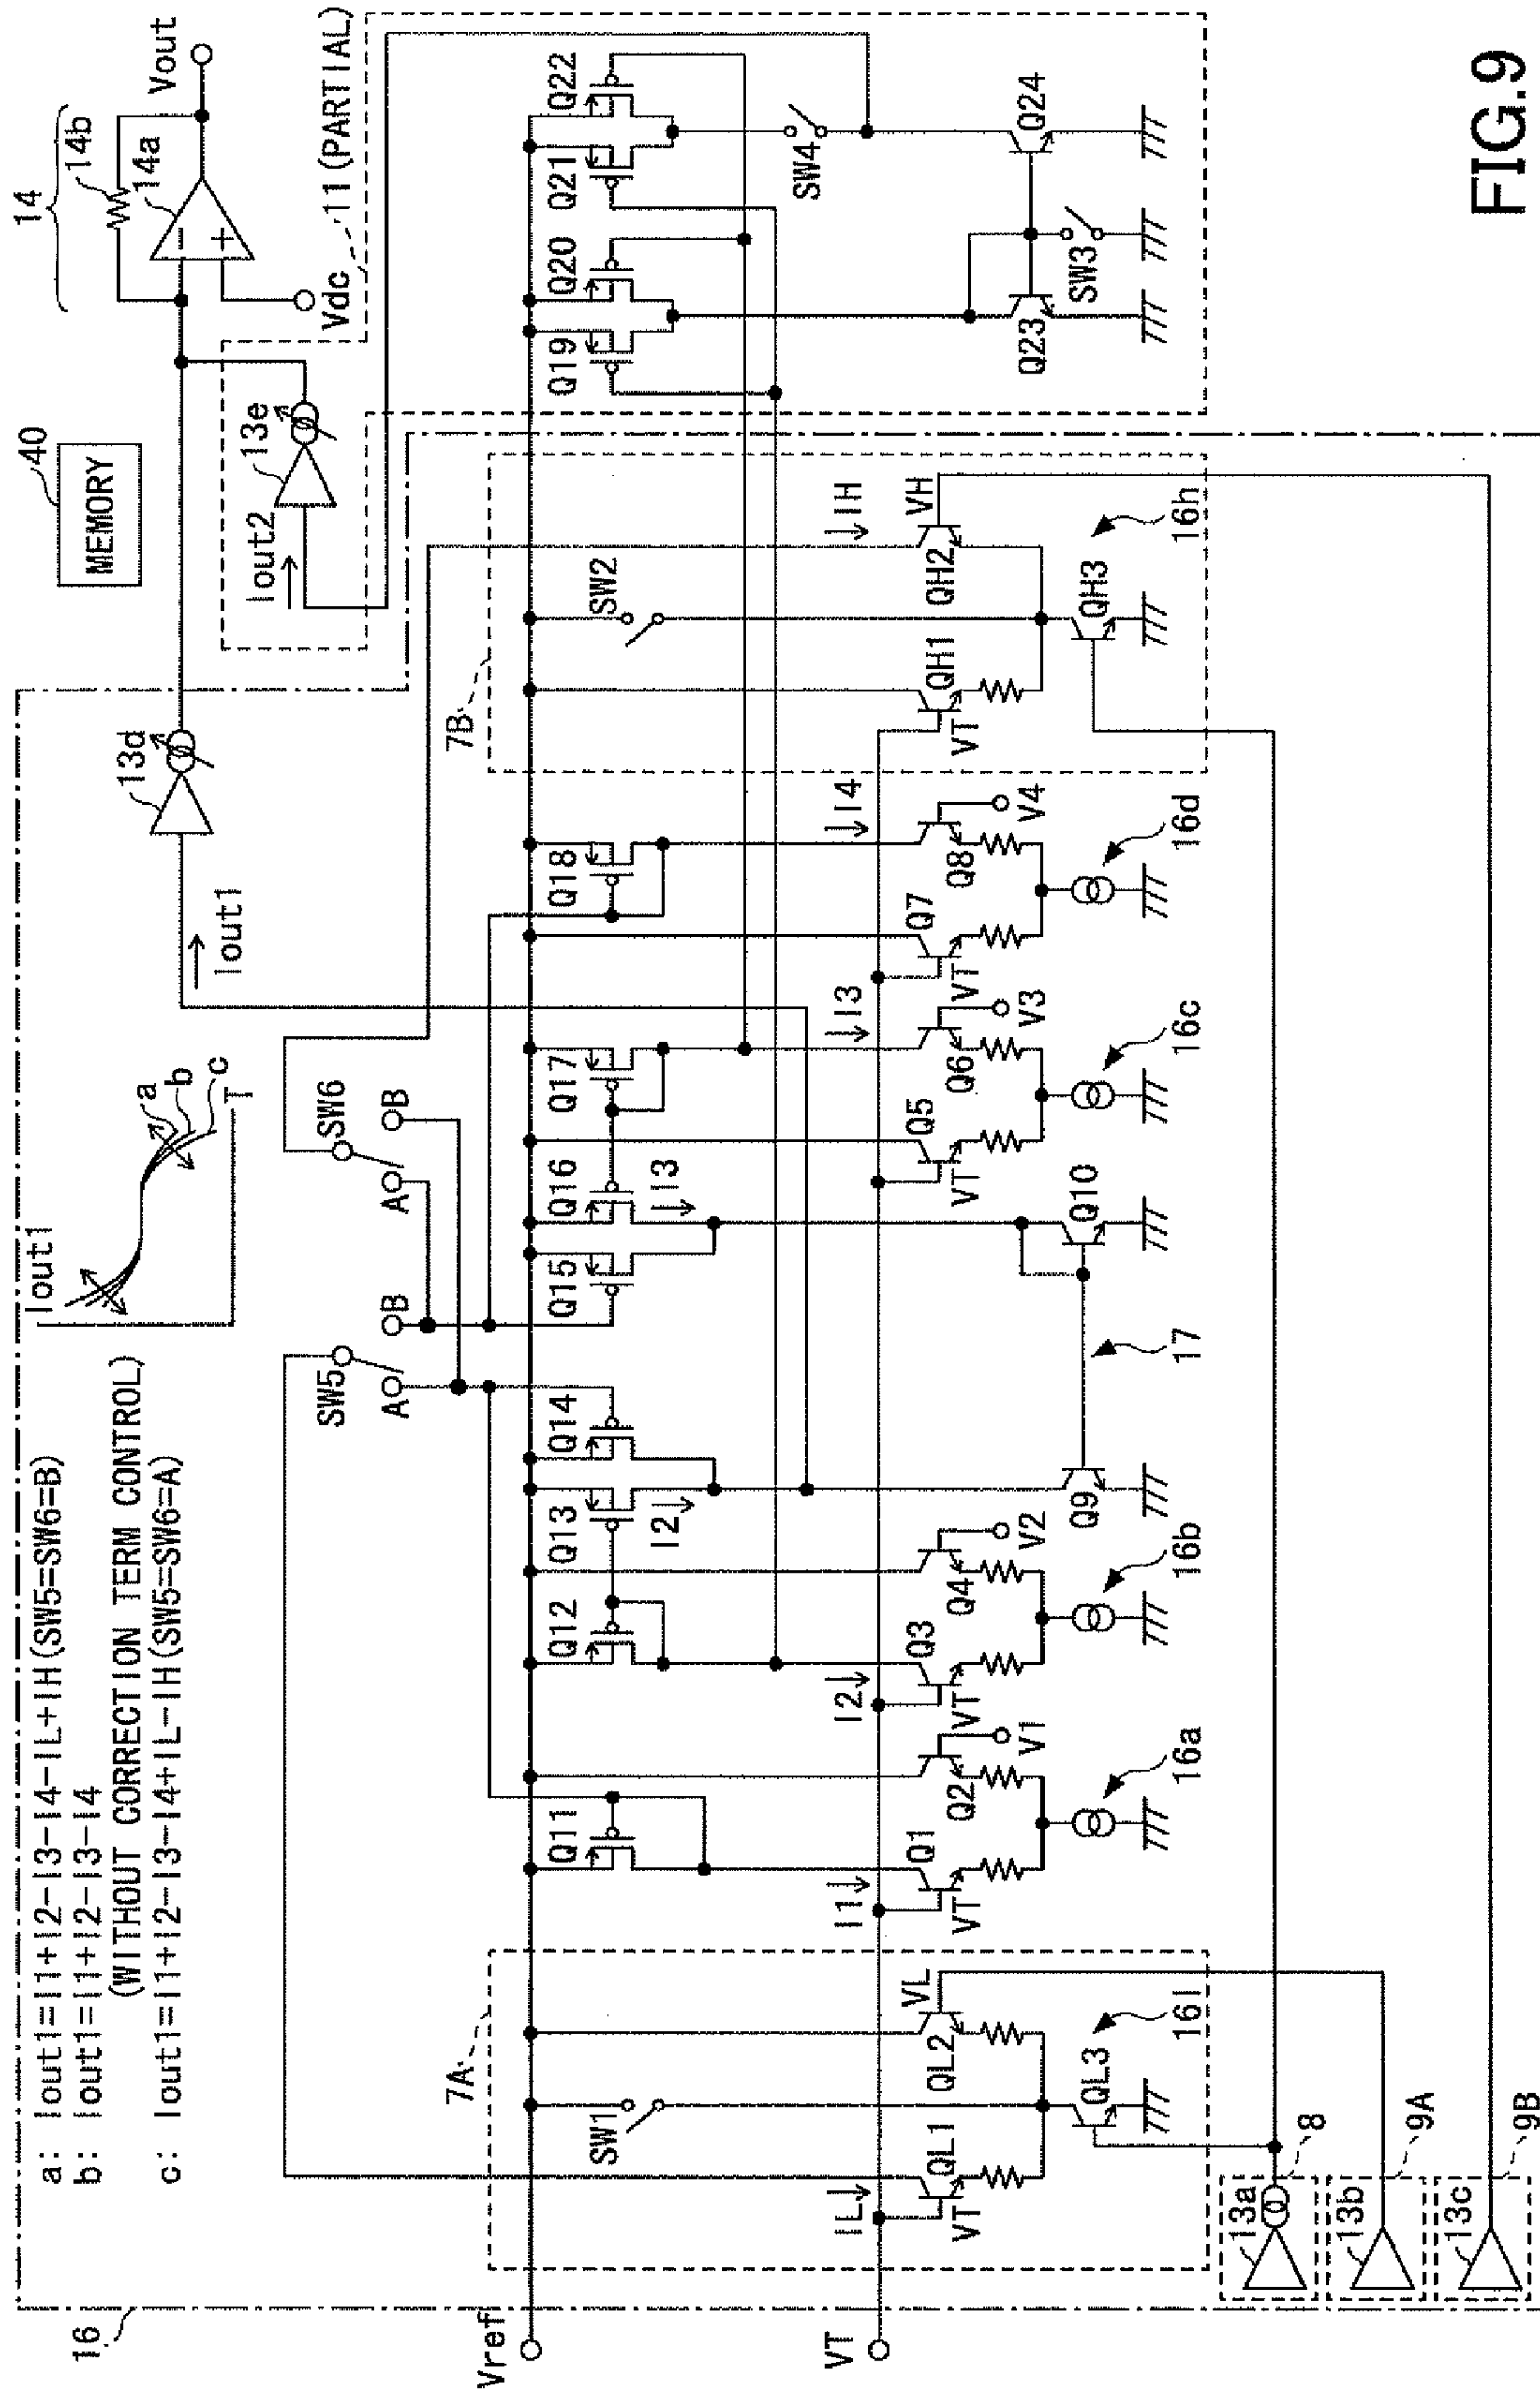 16
a: Iout1=I1+I2-I3-I4-IL+IH(SW5=SW6=B)
b: Iout1=I1+I2-I3-I4
(WITHOUT CORRECTION TERM CONTROL)
c: Iout1=I1+I2-I3-I4+IL-IH(SW5=SW6=A)
Iout1
a
b
c
T
Iout1
13d
40
MEMORY
Iout2
13e
14
14b
14a
Vout
Vdc
11(PARTIAL)
SW5
A
B
SW6
A
B
Vref
7A
SW1
Q11
Q12
Q13
Q14
I2
Q15
Q16
I3
Q17
Q18
7B
SW2
Q19
Q20
Q21
Q22
SW4
VT
IL
QL1
VT
QL2
VL
QL3
16l
I1
Q1
VT
Q2
V1
16a
I2
Q3
VT
Q4
V2
16b
Q9
17
Q10
Q5
VT
I3
Q6
V3
16c
Q7
VT
I4
Q8
V4
16d
QH1
VT
IH
QH2
VH
QH3
16h
Q23
SW3
Q24
13a
8
13b
9A
13c
9B
FIG.9